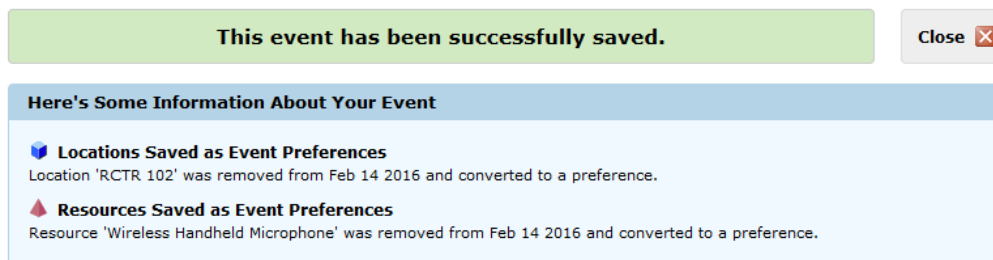 This event has been successfully saved.
Close
Here's Some Information About Your Event
Locations Saved as Event Preferences
Location 'RCTR 102' was removed from Feb 14 2016 and converted to a preference.
Resources Saved as Event Preferences
Resource 'Wireless Handheld Microphone' was removed from Feb 14 2016 and converted to a preference.